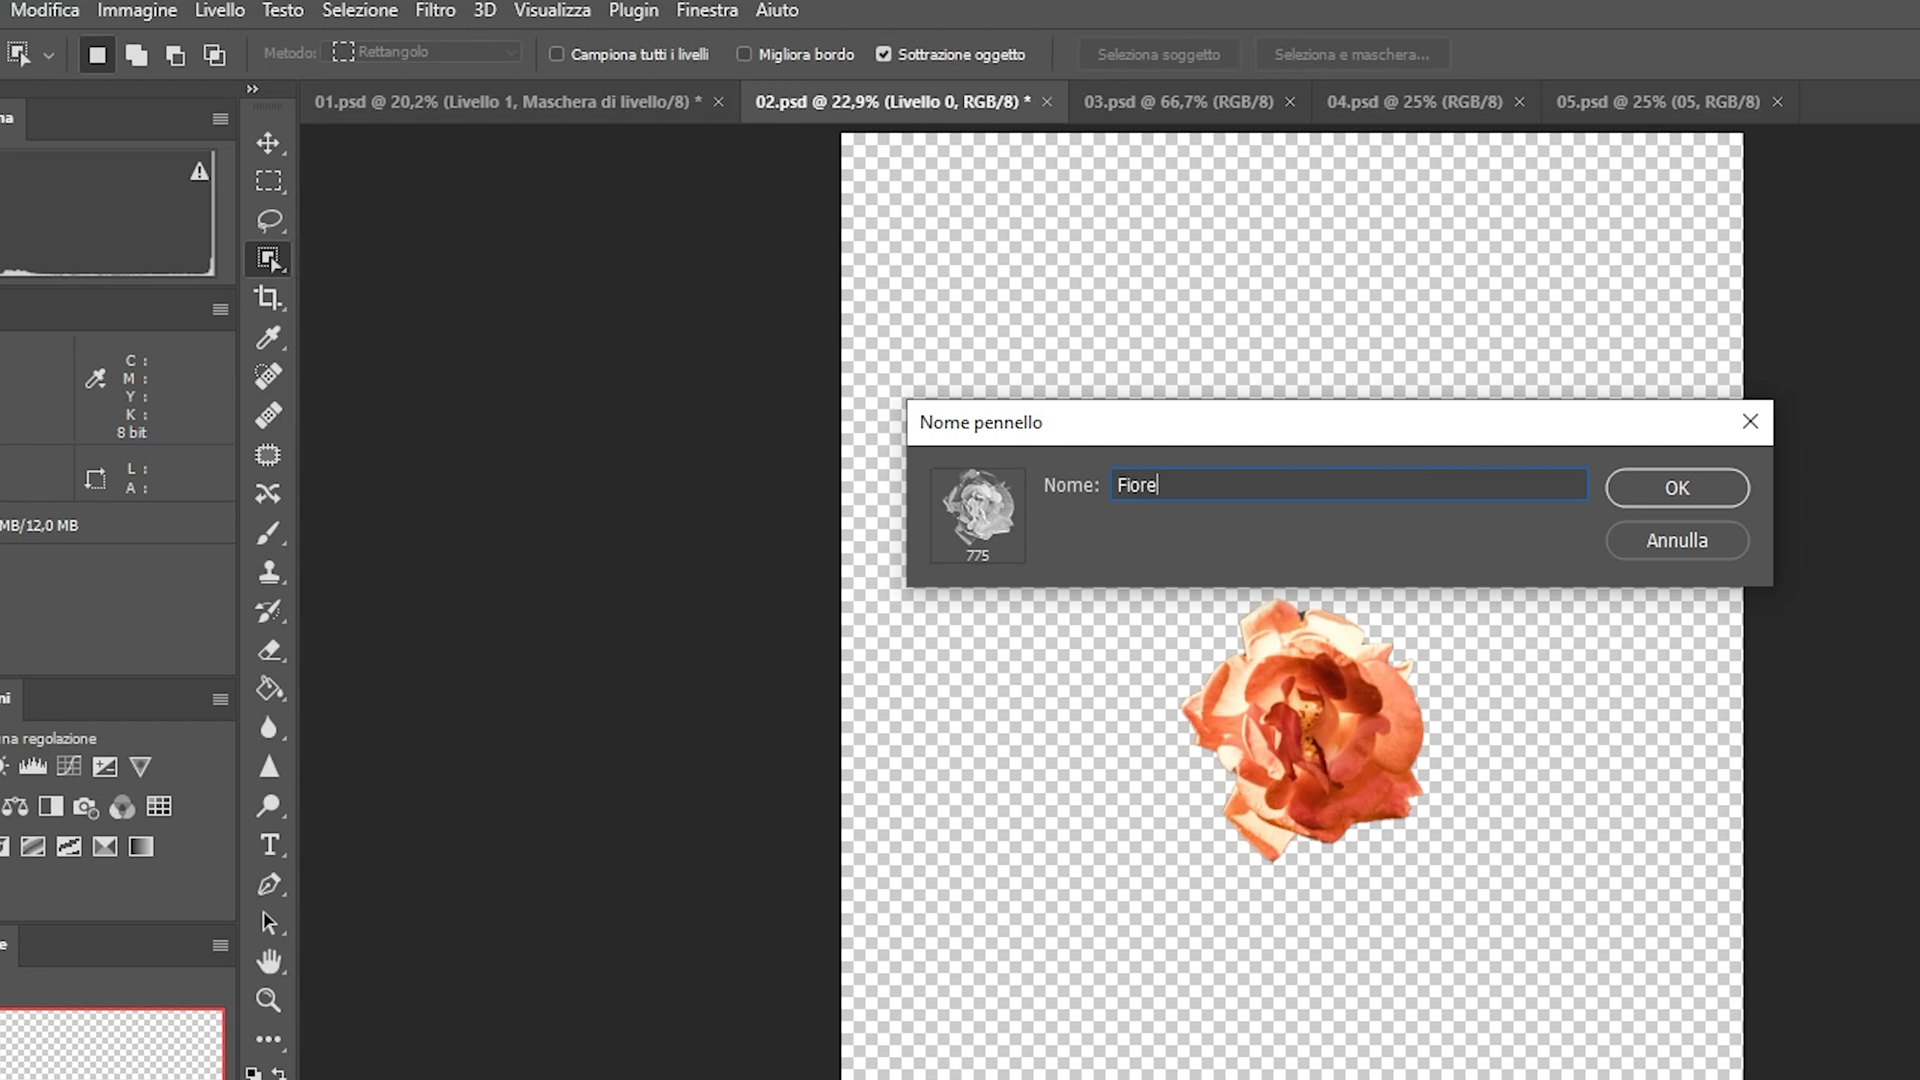 Modifica Immagine Livello Testo Selezione Filtro 3D Visualizza Plugin Finestra Aiuto
Metodo: Rettangolo Campiona tutti i livelli Migliora bordo Sottrazione oggetto Seleziona soggetto Seleziona e maschera...
01.psd @ 20,2% (Livello 1, Maschera di livello/8) * 02.psd @ 22,9% (Livello 0, RGB/8) * 03.psd @ 66,7% (RGB/8) 04.psd @ 25% (RGB/8) 05.psd @ 25% (05, RGB/8)
na
C :
M :
Y :
K :
8 bit
L :
A :
MB/12,0 MB
ni
na regolazione
e
Nome pennello
Nome: Fiore
OK
775
Annulla